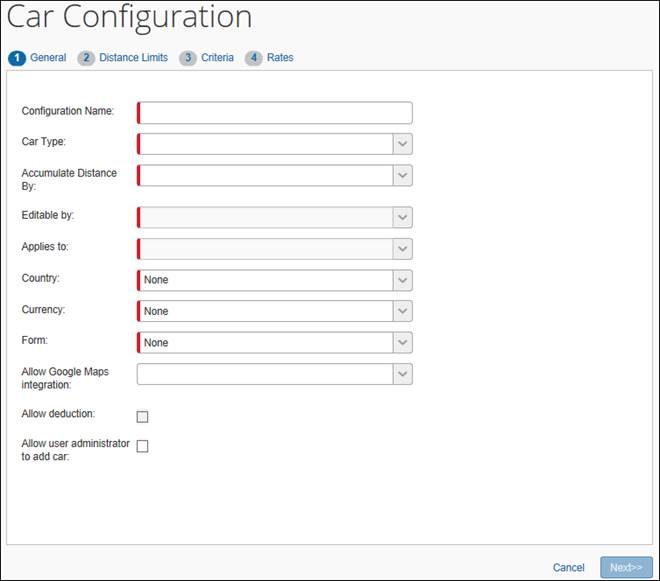 Car Configuration
1 General 2 Distance Limits 3 Criteria 4 Rates
Configuration Name:
Car Type:
Accumulate Distance
By:
Editable by:
Applies to:
Country: None
Currency: None
Form: None
Allow Google Maps
integration:
Allow deduction:
Allow user administrator
to add car:
Cancel Next>>